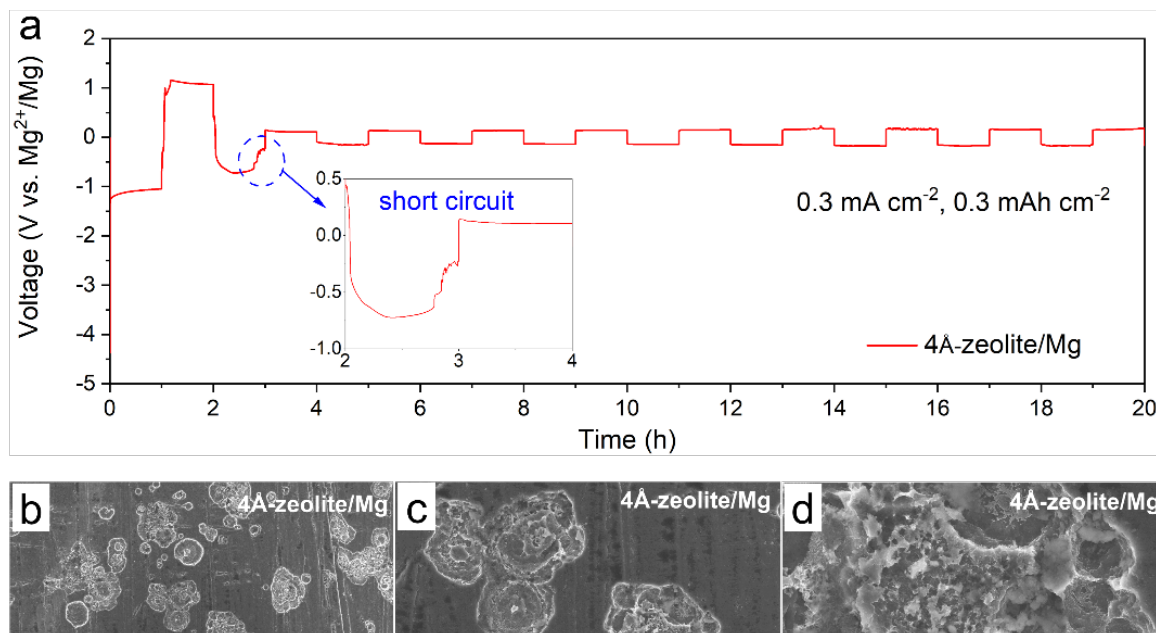 a
2
1
0
-1
-2
-3
-4
-5
Voltage (V vs. Mg²⁺/Mg)
0.5
0.0
-0.5
-1.0
2 3 4
short circuit
0.3 mA cm⁻², 0.3 mAh cm⁻²
4Å-zeolite/Mg
0 2 4 6 8 10 12 14 16 18 20
Time (h)
b 4Å-zeolite/Mg
c 4Å-zeolite/Mg
d 4Å-zeolite/Mg